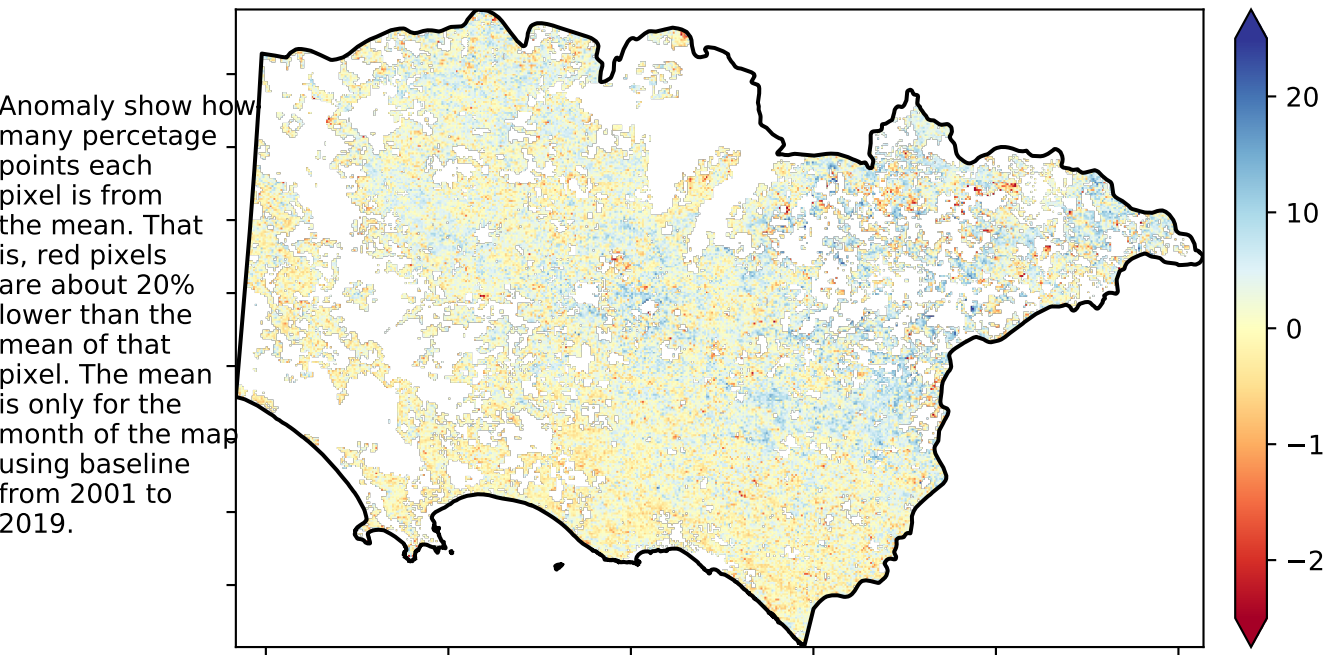 Anomaly show how
many percetage
points each
pixel is from
the mean. That
is, red pixels
are about 20%
lower than the
mean of that
pixel. The mean
is only for the
month of the map
using baseline
from 2001 to
2019.
20
10
0
−1
−2